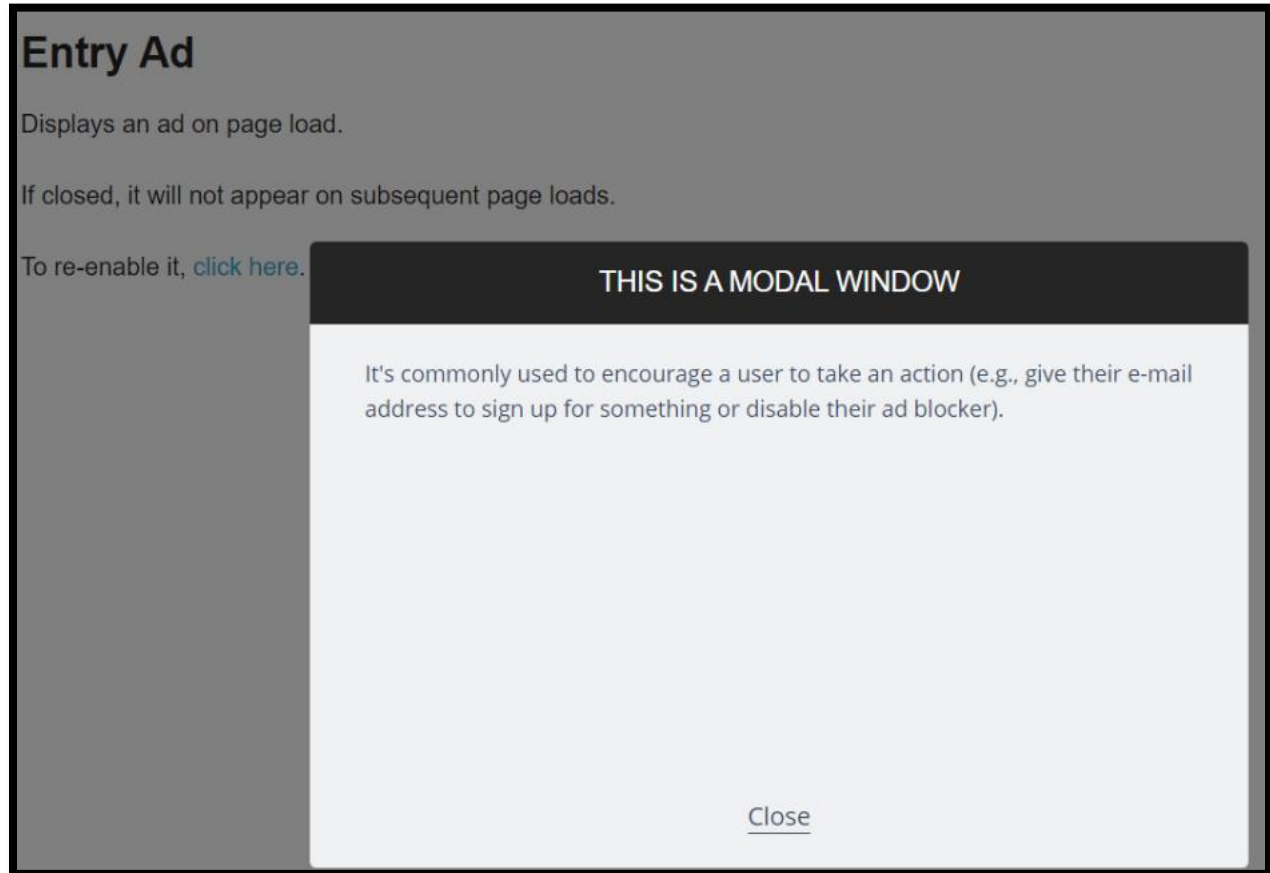 Entry Ad
Displays an ad on page load.
If closed, it will not appear on subsequent page loads.
To re-enable it, click here.
THIS IS A MODAL WINDOW
It's commonly used to encourage a user to take an action (e.g., give their e-mail
address to sign up for something or disable their ad blocker).
Close